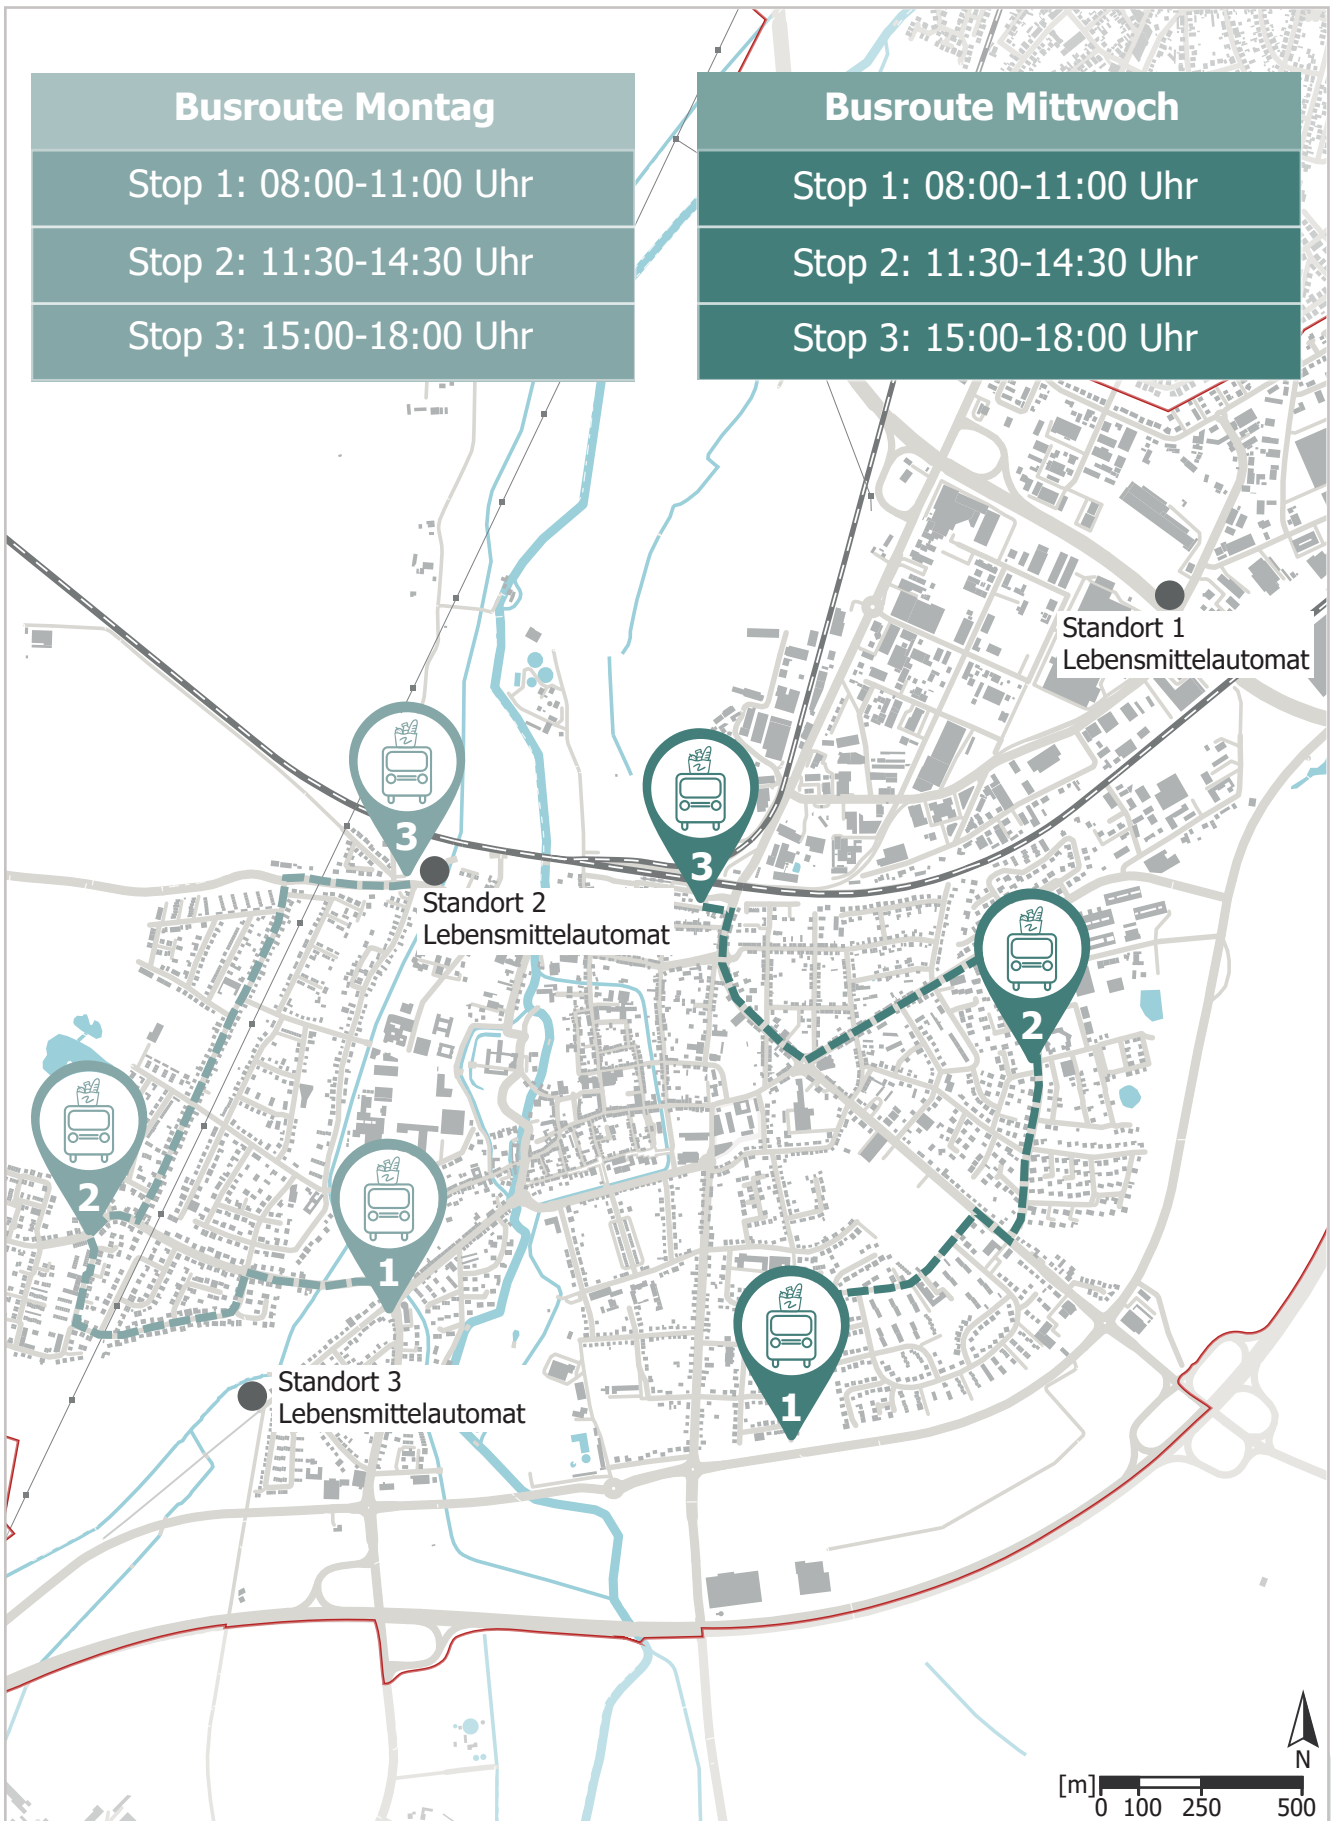 Busroute Montag
Stop 1: 08:00-11:00 Uhr
Stop 2: 11:30-14:30 Uhr
Stop 3: 15:00-18:00 Uhr
Busroute Mittwoch
Stop 1: 08:00-11:00 Uhr
Stop 2: 11:30-14:30 Uhr
Stop 3: 15:00-18:00 Uhr
Standort 1
Lebensmittelautomat
3
3
Standort 2
Lebensmittelautomat
2
2
1
Standort 3
Lebensmittelautomat
1
N
[m]
0 100 250 500